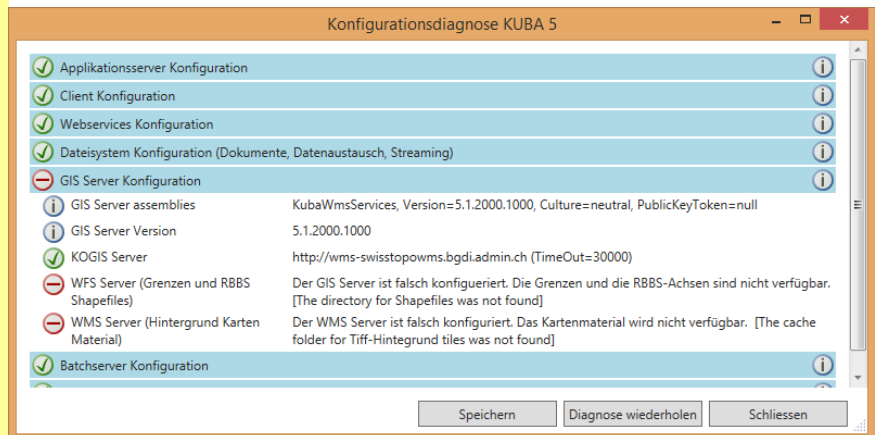 Konfigurationsdiagnose KUBA 5
Applikationsserver Konfiguration
Client Konfiguration
Webservices Konfiguration
Dateisystem Konfiguration (Dokumente, Datenaustausch, Streaming)
GIS Server Konfiguration
GIS Server assemblies KubaWmsServices, Version=5.1.2000.1000, Culture=neutral, PublicKeyToken=null
GIS Server Version 5.1.2000.1000
KOGIS Server http://wms-swisstopowms.bgdi.admin.ch (TimeOut=30000)
WFS Server (Grenzen und RBBS Der GIS Server ist falsch konfigueriert. Die Grenzen und die RBBS-Achsen sind nicht verfügbar.
Shapefiles) [The directory for Shapefiles was not found]
WMS Server (Hintergrund Karten Der WMS Server ist falsch konfiguriert. Das Kartenmaterial wird nicht verfügbar. [The cache
Material) folder for Tiff-Hintegrund tiles was not found]
Batchserver Konfiguration
Speichern Diagnose wiederholen Schliessen